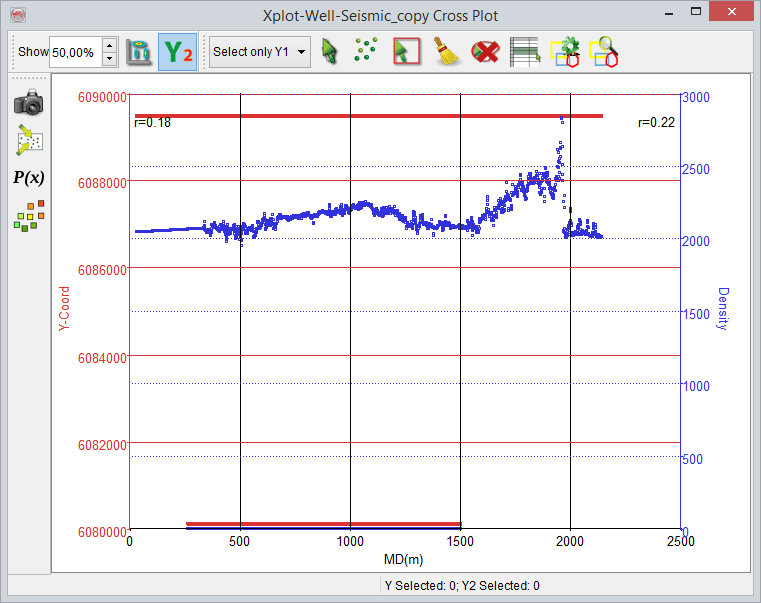 Xplot-Well-Seismic_copy Cross Plot
Show 50,00% Y2 Select only Y1
P(x)
6090000 3000
r=0.18 r=0.22
2500
6088000
2000
6086000
Y-Coord Density
1500
6084000
1000
6082000
500
6080000 0
0 500 1000 1500 2000 2500
MD(m)
Y Selected: 0; Y2 Selected: 0